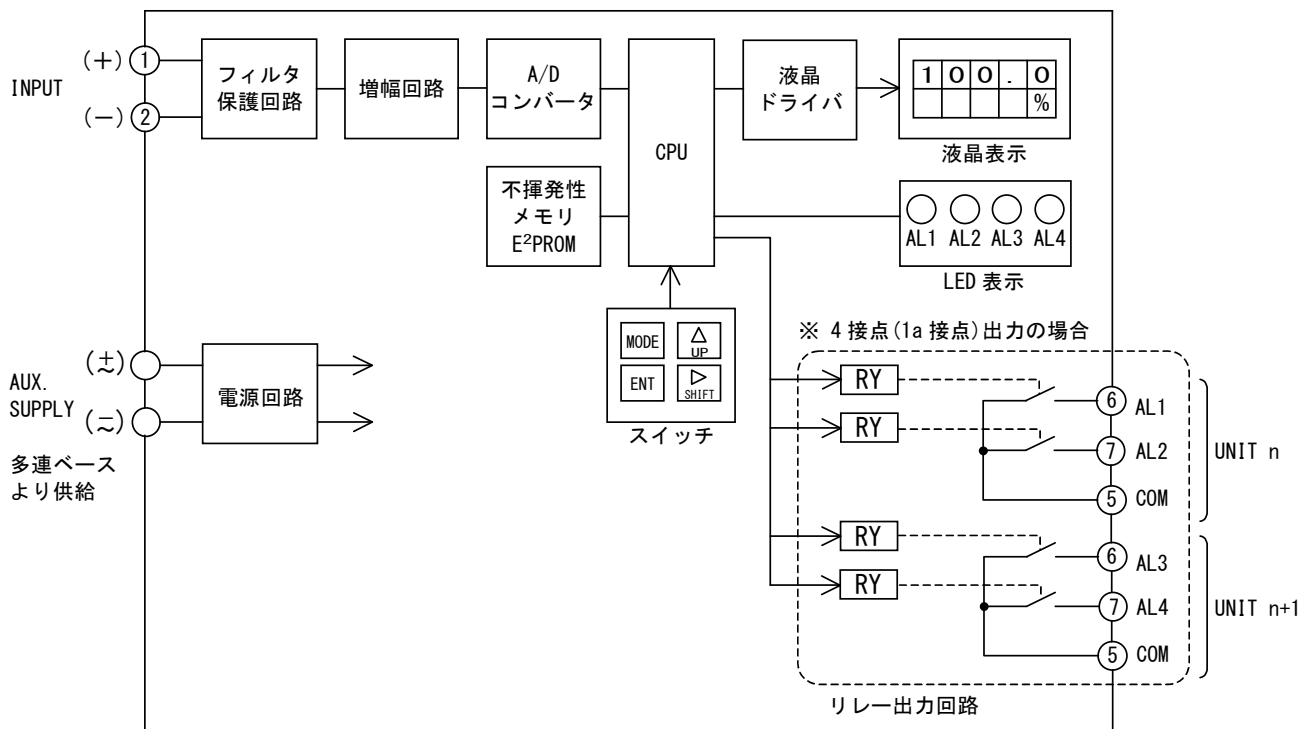 INPUT
(+) 1
(−) 2
フィルタ
保護回路
増幅回路
A/D
コンバータ
CPU
液晶
ドライバ
100.0
%
液晶表示
不揮発性
メモリ
E²PROM
AL1 AL2 AL3 AL4
LED 表示
MODE
△
UP
ENT
▷
SHIFT
スイッチ
AUX.
SUPPLY
(±)
~
(−)
~
多連ベース
より供給
電源回路
※ 4接点(1a接点)出力の場合
RY
6 AL1
RY
7 AL2
5 COM
UNIT n
RY
6 AL3
RY
7 AL4
5 COM
UNIT n+1
リレー出力回路